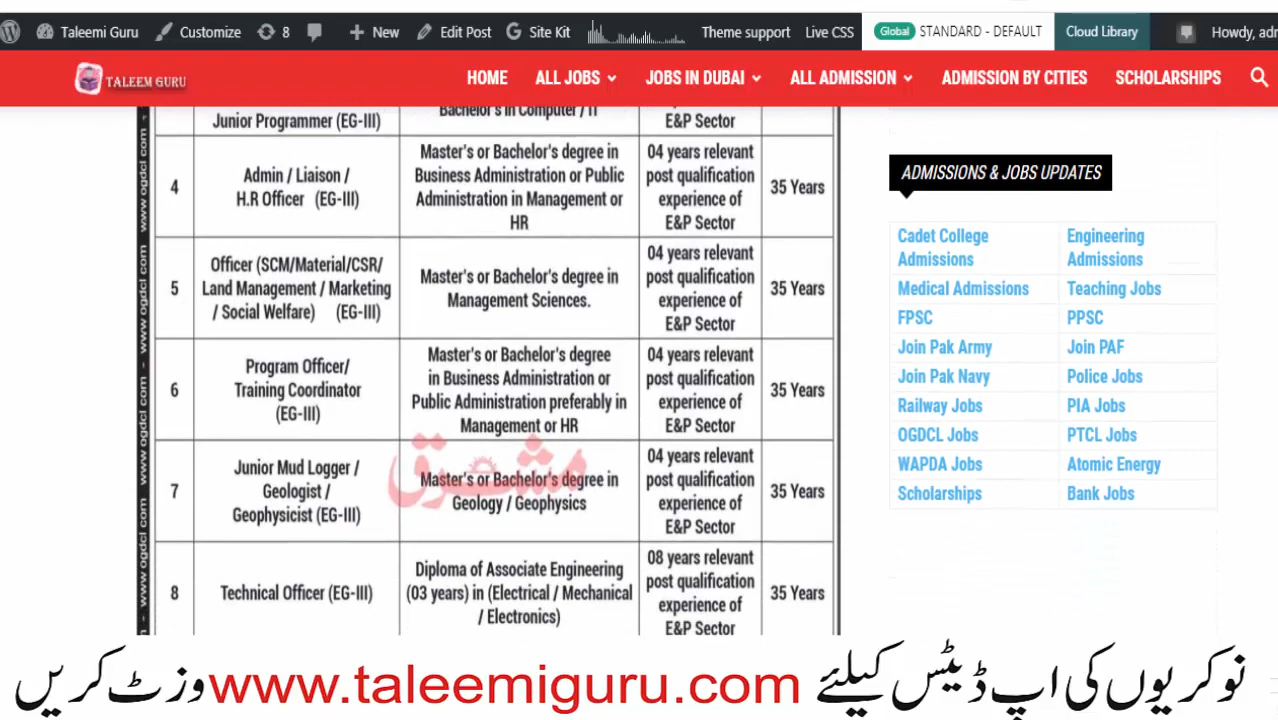 Taleemi Guru Customize 8 New Edit Post Site Kit Theme support Live CSS Global STANDARD - DEFAULT Cloud Library Howdy, adr
TALEEM GURU HOME ALL JOBS JOBS IN DUBAI ALL ADMISSION ADMISSION BY CITIES SCHOLARSHIPS
Junior Programmer (EG-III)
Bachelor's in Computer / IT
E&P Sector
4
Admin / Liaison /
H.R Officer (EG-III)
Master's or Bachelor's degree in
Business Administration or Public
Administration in Management or
HR
04 years relevant
post qualification
experience of
E&P Sector
35 Years
5
Officer (SCM/Material/CSR/
Land Management / Marketing
/ Social Welfare) (EG-III)
Master's or Bachelor's degree in
Management Sciences.
04 years relevant
post qualification
experience of
E&P Sector
35 Years
6
Program Officer/
Training Coordinator
(EG-III)
Master's or Bachelor's degree
in Business Administration or
Public Administration preferably in
Management or HR
04 years relevant
post qualification
experience of
E&P Sector
35 Years
7
Junior Mud Logger /
Geologist /
Geophysicist (EG-III)
Master's or Bachelor's degree in
Geology / Geophysics
04 years relevant
post qualification
experience of
E&P Sector
35 Years
8
Technical Officer (EG-III)
Diploma of Associate Engineering
(03 years) in (Electrical / Mechanical
/ Electronics)
08 years relevant
post qualification
experience of
E&P Sector
35 Years
مشرق
www ogdcl com - www ogdcl com - www ogdcl com - www ogdcl com -
ADMISSIONS & JOBS UPDATES
Cadet College
Admissions
Engineering
Admissions
Medical Admissions Teaching Jobs
FPSC PPSC
Join Pak Army Join PAF
Join Pak Navy Police Jobs
Railway Jobs PIA Jobs
OGDCL Jobs PTCL Jobs
WAPDA Jobs Atomic Energy
Scholarships Bank Jobs
نوکریوں کی اپ ڈیٹس کیلئے www.taleemiguru.com وزٹ کریں